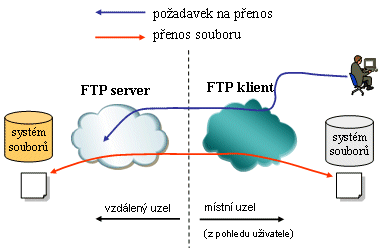 požadavek na přenos
přenos souboru
FTP server
FTP klient
systém
souborů
systém
souborů
vzdálený uzel
místní uzel
(z pohledu uživatele)